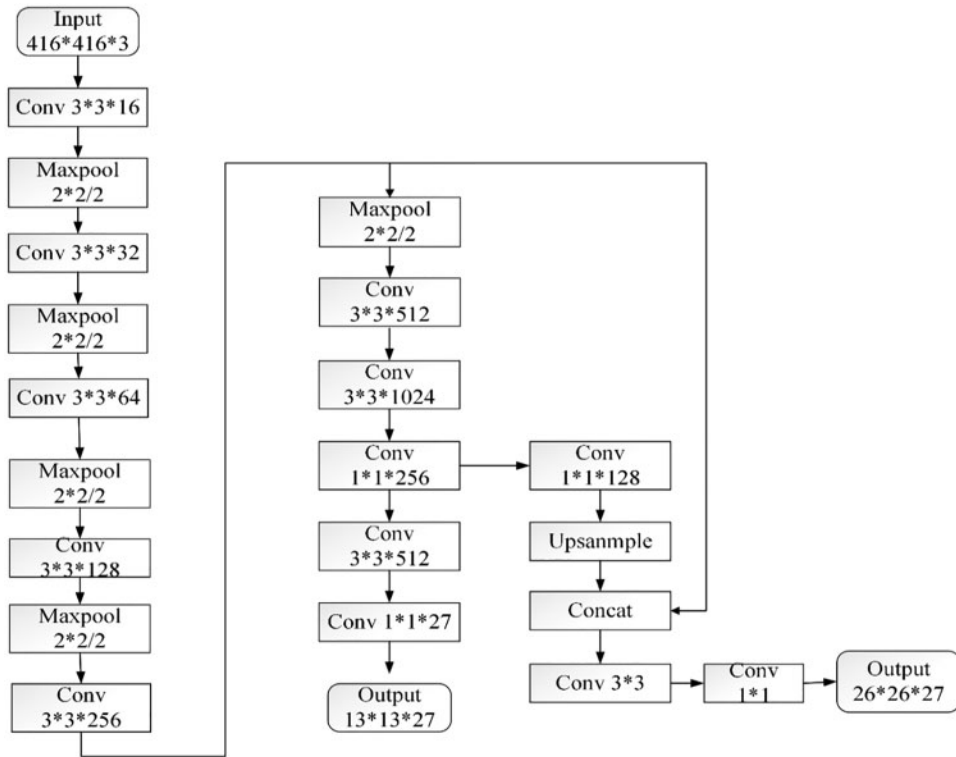 Input
416*416*3
Conv 3*3*16
Maxpool
2*2/2
Conv 3*3*32
Maxpool
2*2/2
Conv 3*3*64
Maxpool
2*2/2
Conv
3*3*128
Maxpool
2*2/2
Conv
3*3*256
Maxpool
2*2/2
Conv
3*3*512
Conv
3*3*1024
Conv
1*1*256
Conv
3*3*512
Conv 1*1*27
Output
13*13*27
Conv
1*1*128
Upsanmple
Concat
Conv 3*3
Conv
1*1
Output
26*26*27